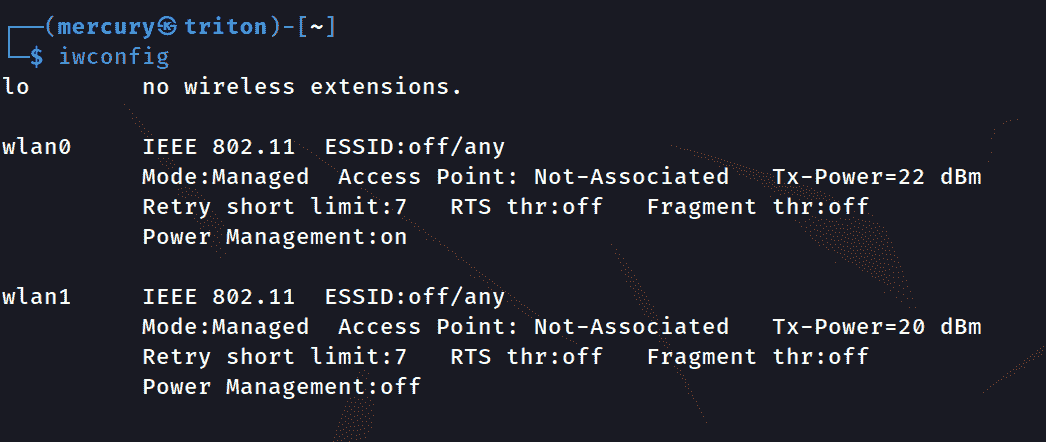 ┌──(mercury㉿triton)-[~]
└─$ iwconfig
lo        no wireless extensions.

wlan0     IEEE 802.11  ESSID:off/any
          Mode:Managed  Access Point: Not-Associated   Tx-Power=22 dBm
          Retry short limit:7   RTS thr:off   Fragment thr:off
          Power Management:on

wlan1     IEEE 802.11  ESSID:off/any
          Mode:Managed  Access Point: Not-Associated   Tx-Power=20 dBm
          Retry short limit:7   RTS thr:off   Fragment thr:off
          Power Management:off